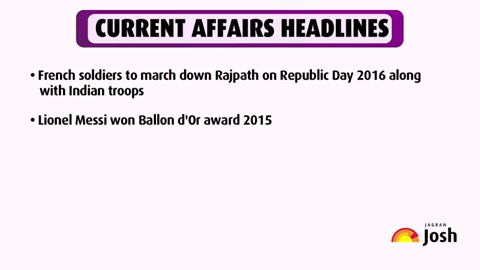 CURRENT AFFAIRS HEADLINES
• French soldiers to march down Rajpath on Republic Day 2016 along
with Indian troops
• Lionel Messi won Ballon d'Or award 2015
JAGRAN
Josh